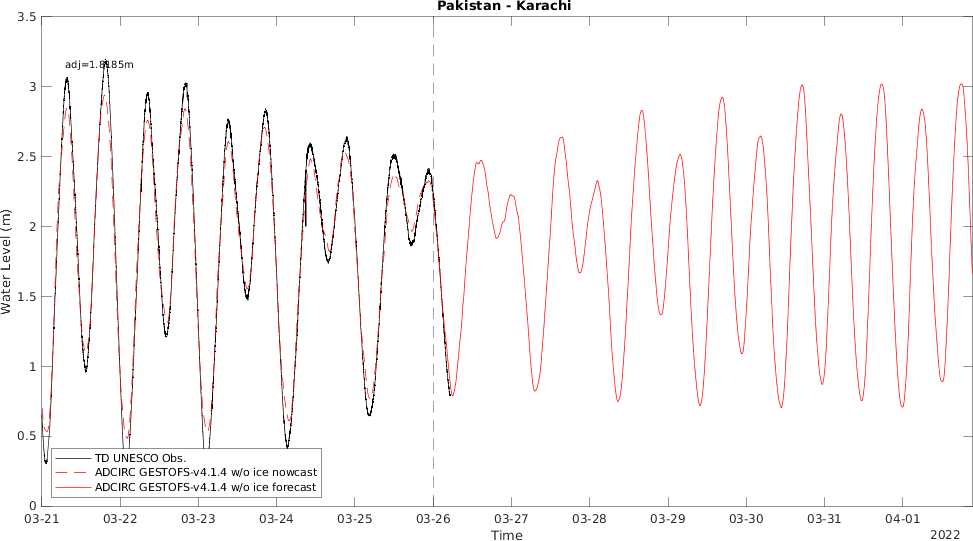 Pakistan - Karachi
3.5
3
2.5
2
1.5
1
0.5
0
Water Level (m)
adj=1.8185m
TD UNESCO Obs.
ADCIRC GESTOFS-v4.1.4 w/o ice nowcast
ADCIRC GESTOFS-v4.1.4 w/o ice forecast
03-21 03-22 03-23 03-24 03-25 03-26 03-27 03-28 03-29 03-30 03-31 04-01
Time
2022